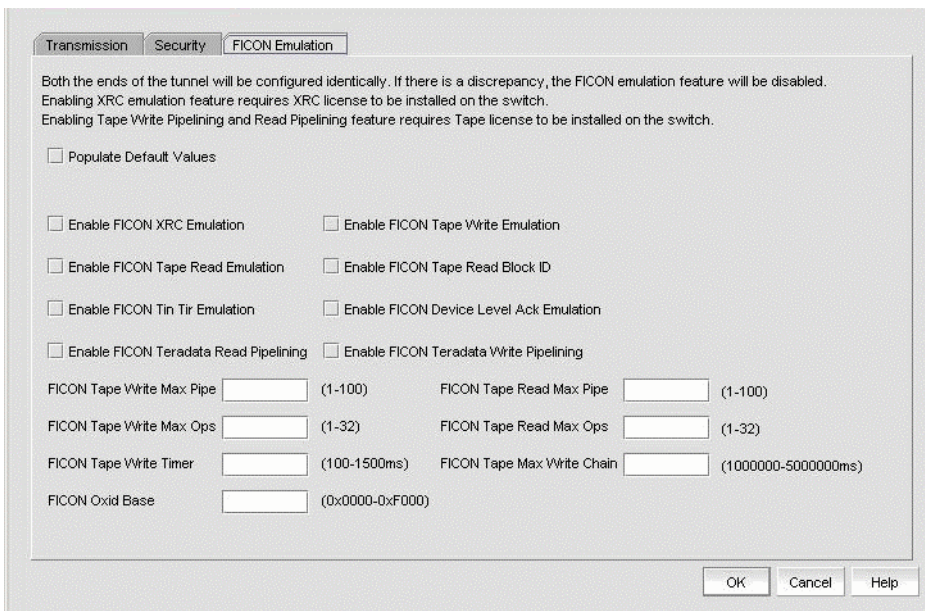 Transmission Security FICON Emulation
Both the ends of the tunnel will be configured identically. If there is a discrepancy, the FICON emulation feature will be disabled.
Enabling XRC emulation feature requires XRC license to be installed on the switch.
Enabling Tape Write Pipelining and Read Pipelining feature requires Tape license to be installed on the switch.
Populate Default Values
Enable FICON XRC Emulation Enable FICON Tape Write Emulation
Enable FICON Tape Read Emulation Enable FICON Tape Read Block ID
Enable FICON Tin Tir Emulation Enable FICON Device Level Ack Emulation
Enable FICON Teradata Read Pipelining Enable FICON Teradata Write Pipelining
FICON Tape Write Max Pipe (1-100) FICON Tape Read Max Pipe (1-100)
FICON Tape Write Max Ops (1-32) FICON Tape Read Max Ops (1-32)
FICON Tape Write Timer (100-1500ms) FICON Tape Max Write Chain (1000000-5000000ms)
FICON Oxid Base (0x0000-0xF000)
OK Cancel Help